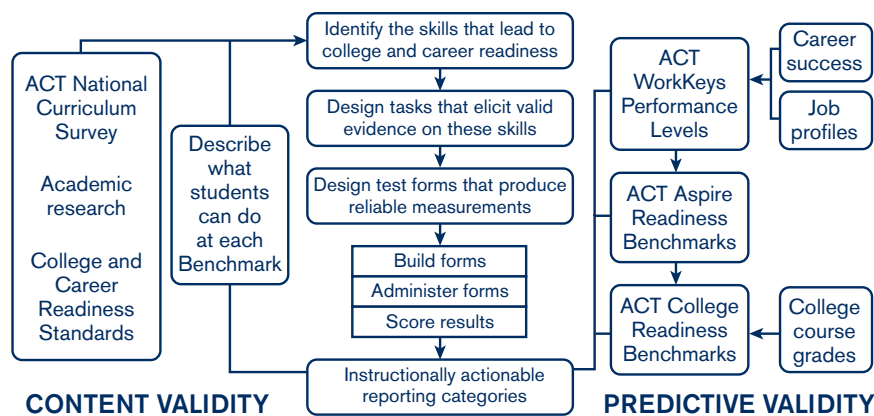 ACT National
Curriculum
Survey
Academic
research
College and
Career
Readiness
Standards
Describe
what
students
can do
at each
Benchmark
Identify the skills that lead to
college and career readiness
Design tasks that elicit valid
evidence on these skills
Design test forms that produce
reliable measurements
Build forms
Administer forms
Score results
Instructionally actionable
reporting categories
ACT
WorkKeys
Performance
Levels
Career
success
Job
profiles
ACT Aspire
Readiness
Benchmarks
ACT College
Readiness
Benchmarks
College
course
grades
CONTENT VALIDITY
PREDICTIVE VALIDITY